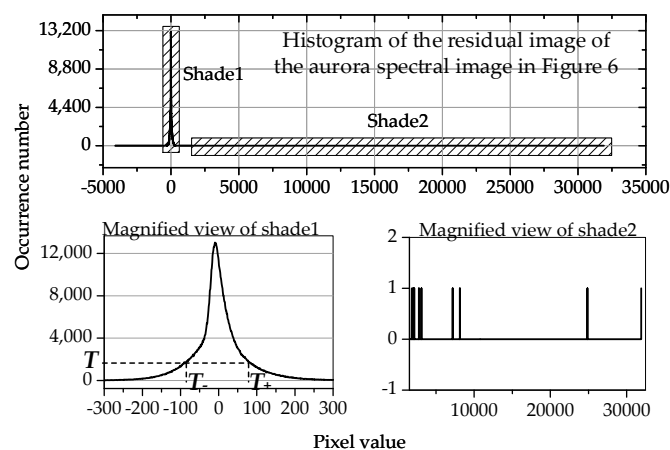 Histogram of the residual image of
the aurora spectral image in Figure 6
13,200
8,800
4,400
0
Shade1
Shade2
-5000 0 5000 10000 15000 20000 25000 30000 35000
Occurrence number
Magnified view of shade1
12,000
8,000
4,000
T
0
T- T+
-300 -200 -100 0 100 200 300
Magnified view of shade2
2
1
0
-1
10000 20000 30000
Pixel value